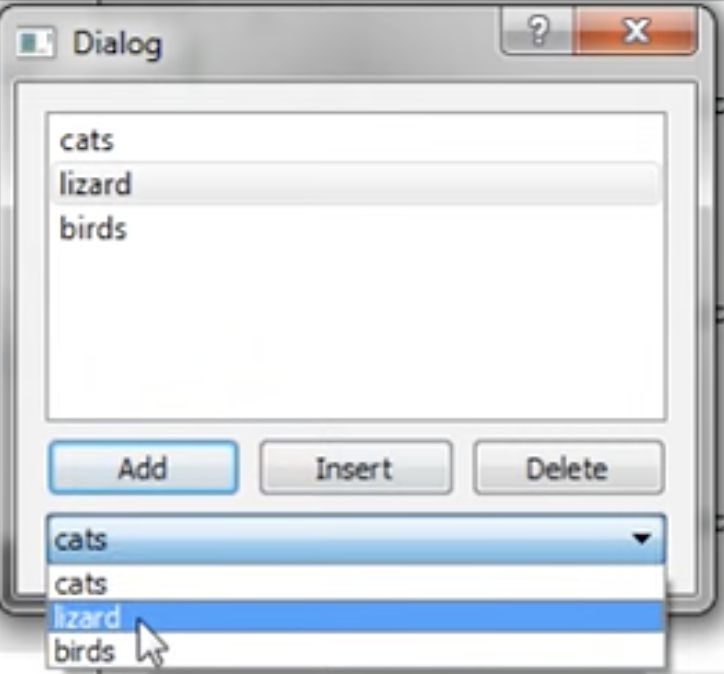 Dialog ?
cats
lizard
birds
Add Insert Delete
cats
cats
lizard
birds